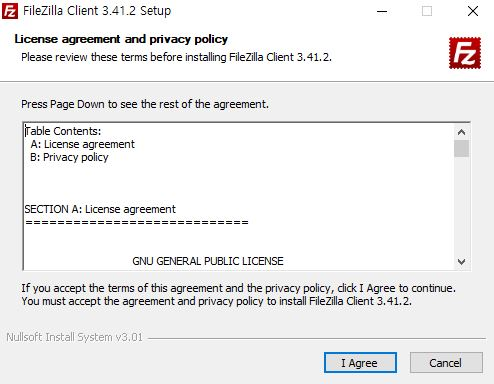 FileZilla Client 3.41.2 Setup
License agreement and privacy policy
Please review these terms before installing FileZilla Client 3.41.2.
Fz
Press Page Down to see the rest of the agreement.
Table Contents:
A: License agreement
B: Privacy policy
SECTION A: License agreement
============================
GNU GENERAL PUBLIC LICENSE
If you accept the terms of this agreement and the privacy policy, click I Agree to continue.
You must accept the agreement and privacy policy to install FileZilla Client 3.41.2.
Nullsoft Install System v3.01
I Agree
Cancel